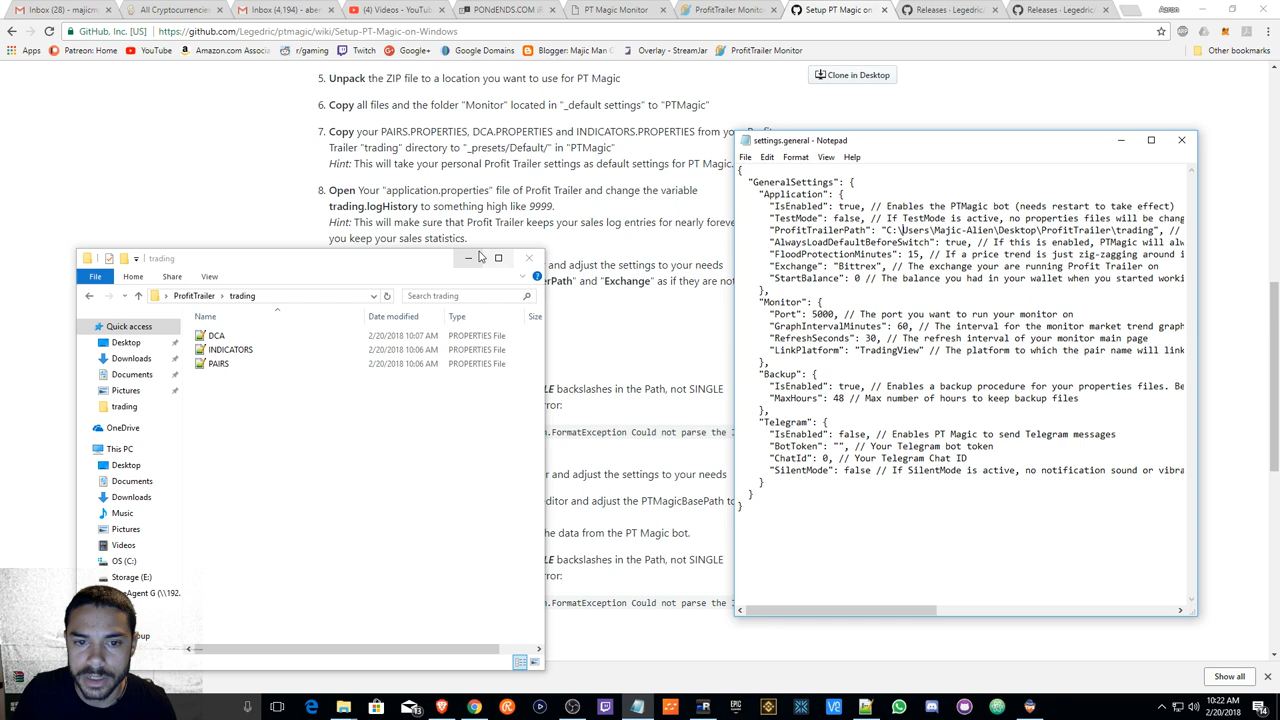 Inbox (28) - majmic
All Cryptocurrencies
Inbox (4,194) - aberna
(4) Videos - YouTube
PONdENDS.COM iRC
PT Magic Monitor
ProfitTrailer Monitor
Setup PT-Magic on
Releases · Legedric/
Releases · Legedric/
Aaron
GitHub, Inc. [US] https://github.com/Legedric/ptmagic/wiki/Setup-PT-Magic-on-Windows
Apps Patreon: Home YouTube Amazon.com Associa r/gaming Twitch Google+ Google Domains Blogger: Majic Man Overlay - StreamJar ProfitTrailer Monitor Other bookmarks
5. Unpack the ZIP file to a location you want to use for PT Magic
Clone in Desktop
6. Copy all files and the folder "Monitor" located in "_default settings" to "PTMagic"
7. Copy your PAIRS.PROPERTIES, DCA.PROPERTIES and INDICATORS.PROPERTIES from your Profit
Trailer "trading" directory to "_presets/Default/" in "PTMagic"
Hint: This will take your personal Profit Trailer settings as default settings for PT Magic.
8. Open Your "application.properties" file of Profit Trailer and change the variable
trading.logHistory to something high like 9999.
Hint: This will make sure that Profit Trailer keeps your sales log entries for nearly foreve
you keep your sales statistics.
and adjust the settings to your needs
rPath" and "Exchange" as if they are not
LE backslashes in the Path, not SINGLE
ror:
m.FormatException Could not parse the J
r and adjust the settings to your needs
ditor and adjust the PTMagicBasePath to
the data from the PT Magic bot.
LE backslashes in the Path, not SINGLE
ror:
m.FormatException Could not parse the J
trading
File Home Share View
ProfitTrailer trading
Search trading
Name Date modified Type Size
DCA 2/20/2018 10:07 AM PROPERTIES File
INDICATORS 2/20/2018 10:06 AM PROPERTIES File
PAIRS 2/20/2018 10:06 AM PROPERTIES File
Quick access
Desktop
Downloads
Documents
Pictures
trading
OneDrive
This PC
Desktop
Documents
Downloads
Music
Pictures
Videos
OS (C:)
Storage (E:)
eAgent G (\\192.
settings.general - Notepad
File Edit Format View Help
{
"GeneralSettings": {
"Application": {
"IsEnabled": true, // Enables the PTMagic bot (needs restart to take effect)
"TestMode": false, // If TestMode is active, no properties files will be chang
"ProfitTrailerPath": "C:\Users\Majic-Alien\Desktop\ProfitTrailer\trading", //
"AlwaysLoadDefaultBeforeSwitch": true, // If this is enabled, PTMagic will alw
"FloodProtectionMinutes": 15, // If a price trend is just zig-zagging around i
"Exchange": "Bittrex", // The exchange your are running Profit Trailer on
"StartBalance": 0 // The balance you had in your wallet when you started worki
},
"Monitor": {
"Port": 5000, // The port you want to run your monitor on
"GraphIntervalMinutes": 60, // The interval for the monitor market trend graph
"RefreshSeconds": 30, // The refresh interval of your monitor main page
"LinkPlatform": "TradingView" // The platform to which the pair name will link
},
"Backup": {
"IsEnabled": true, // Enables a backup procedure for your properties files. Be
"MaxHours": 48 // Max number of hours to keep backup files
},
"Telegram": {
"IsEnabled": false, // Enables PT Magic to send Telegram messages
"BotToken": "", // Your Telegram bot token
"ChatId": 0, // Your Telegram Chat ID
"SilentMode": false // If SilentMode is active, no notification sound or vibra
}
}
}
Show all
10:22 AM
2/20/2018